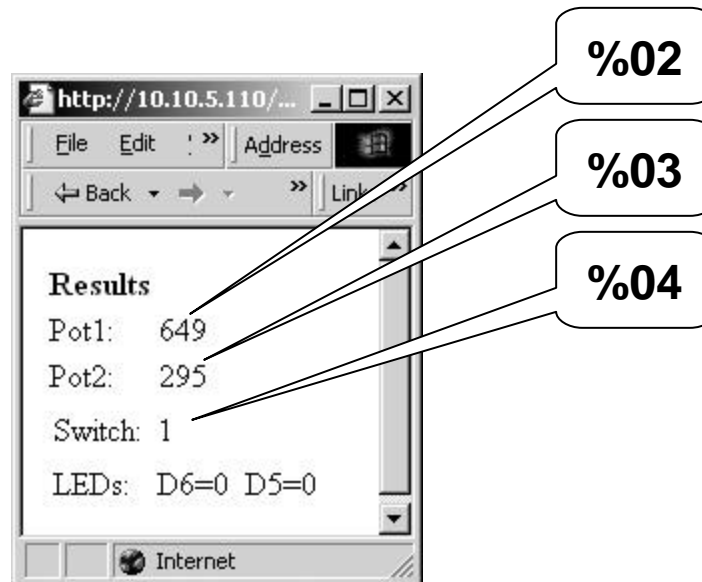 http://10.10.5.110/...
File Edit » Address
Back » Link »
Results
Pot1: 649
Pot2: 295
Switch: 1
LEDs: D6=0 D5=0
Internet
%02
%03
%04